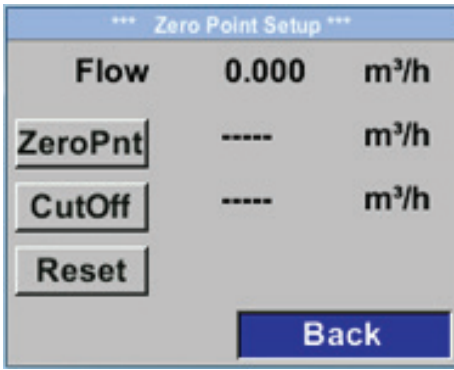 *** Zero Point Setup ***
Flow 0.000 m³/h
ZeroPnt ----- m³/h
CutOff ----- m³/h
Reset
Back